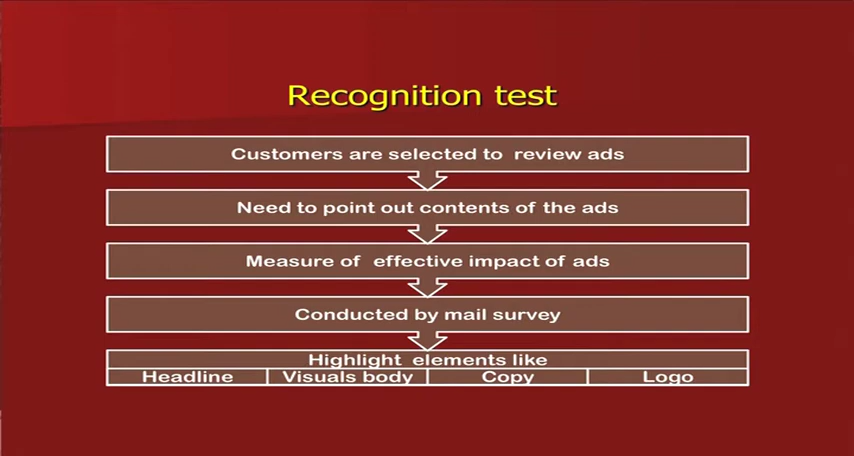 Recognition test
Customers are selected to review ads
Need to point out contents of the ads
Measure of effective impact of ads
Conducted by mail survey
Highlight elements like
Headline Visuals body Copy Logo